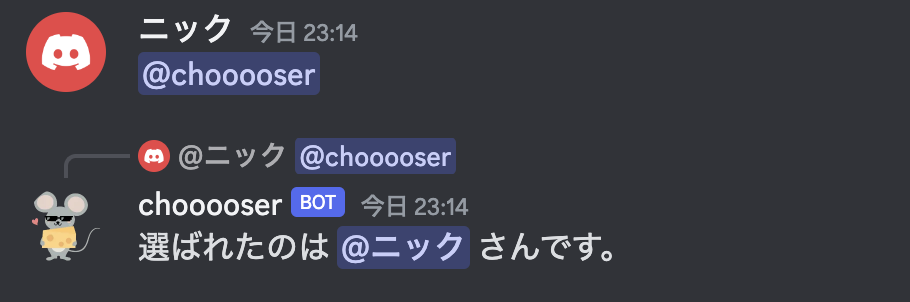 ニック 今日 23:14
@chooooser
@ニック @chooooser
chooooser BOT 今日 23:14
選ばれたのは @ニック さんです。